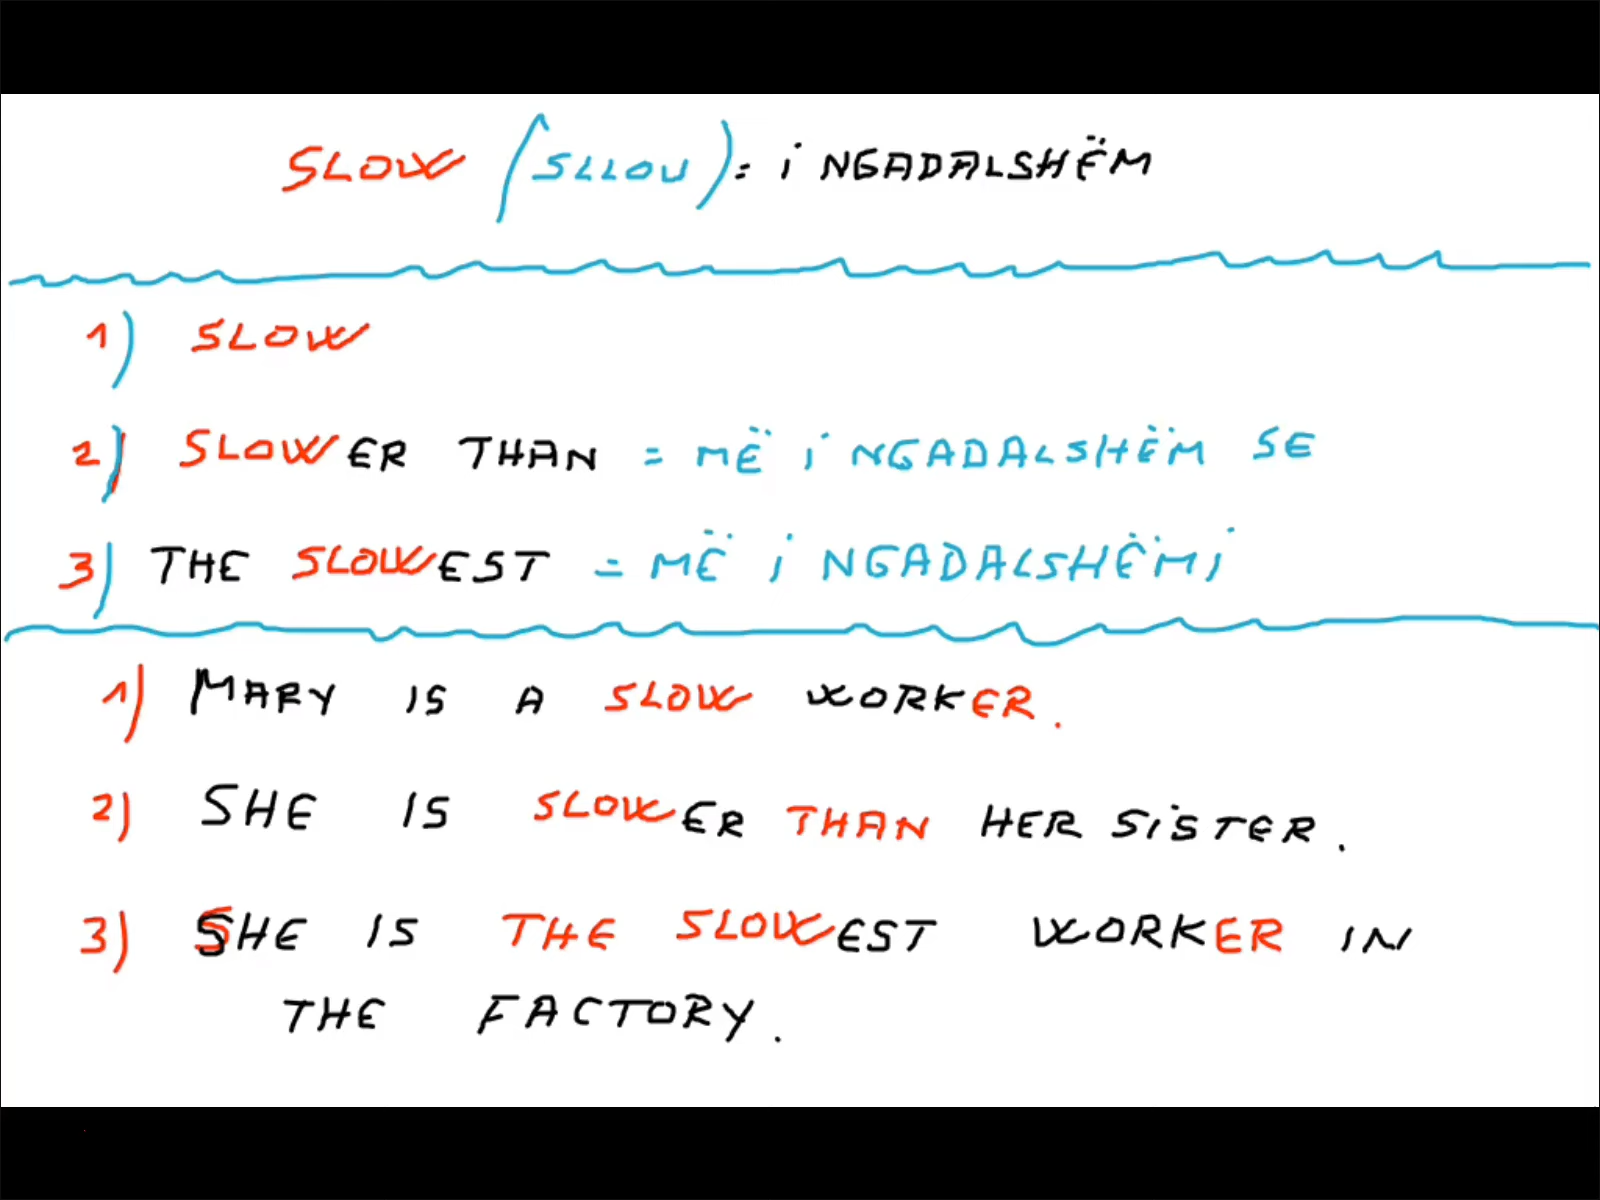 SLOW (SLLOU) = i NGADALSHËM
1) SLOW
2) SLOWER THAN = MË i NGADALSHËM SE
3) THE SLOWEST = MË i NGADALSHËMi
1) MARY IS A SLOW WORKER.
2) SHE IS SLOWER THAN HER SiSTER.
3) SHE IS THE SLOWEST WORKER IN
THE FACTORY.